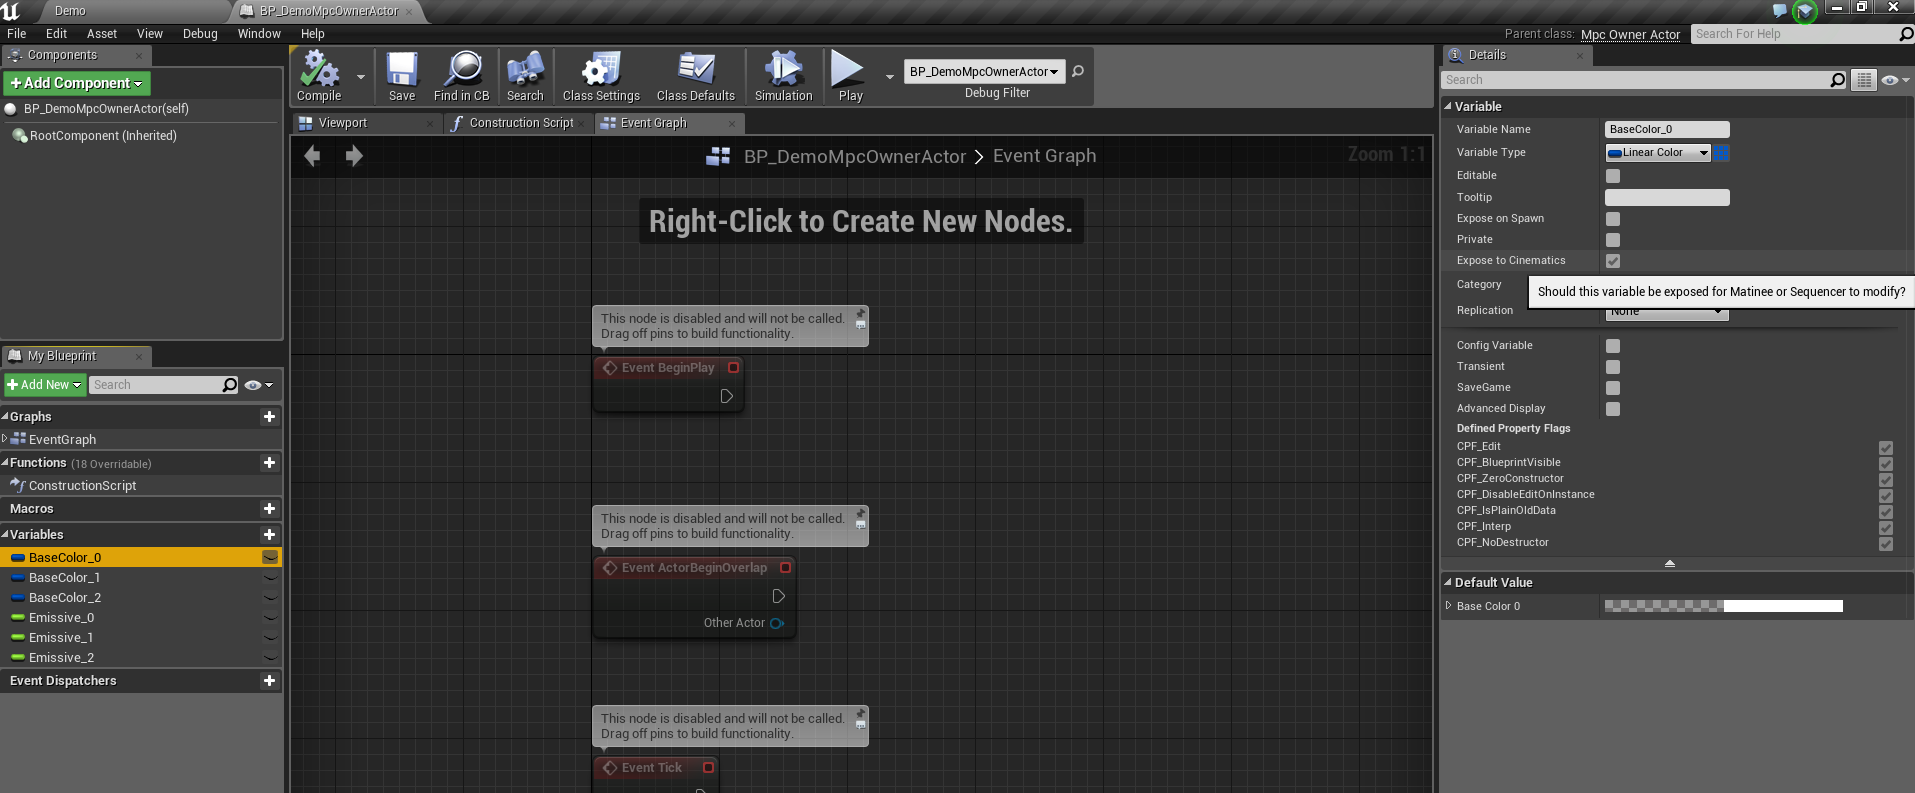 Demo
BP_DemoMpcOwnerActor
File Edit Asset View Debug Window Help
Parent class: Mpc Owner Actor
Search For Help
Components
Add Component
BP_DemoMpcOwnerActor(self)
RootComponent (Inherited)
Compile
Save
Find in CB
Search
Class Settings
Class Defaults
Simulation
Play
BP_DemoMpcOwnerActor
Debug Filter
Viewport
Construction Script
Event Graph
BP_DemoMpcOwnerActor > Event Graph
Zoom 1:1
Right-Click to Create New Nodes.
This node is disabled and will not be called.
Drag off pins to build functionality.
Event BeginPlay
This node is disabled and will not be called.
Drag off pins to build functionality.
Event ActorBeginOverlap
Other Actor
This node is disabled and will not be called.
Drag off pins to build functionality.
Event Tick
My Blueprint
Add New
Search
Graphs
EventGraph
Functions (18 Overridable)
ConstructionScript
Macros
Variables
BaseColor_0
BaseColor_1
BaseColor_2
Emissive_0
Emissive_1
Emissive_2
Event Dispatchers
Details
Search
Variable
Variable Name BaseColor_0
Variable Type Linear Color
Editable
Tooltip
Expose on Spawn
Private
Expose to Cinematics
Category
Should this variable be exposed for Matinee or Sequencer to modify?
Replication None
Config Variable
Transient
SaveGame
Advanced Display
Defined Property Flags
CPF_Edit
CPF_BlueprintVisible
CPF_ZeroConstructor
CPF_DisableEditOnInstance
CPF_IsPlainOldData
CPF_Interp
CPF_NoDestructor
Default Value
Base Color 0